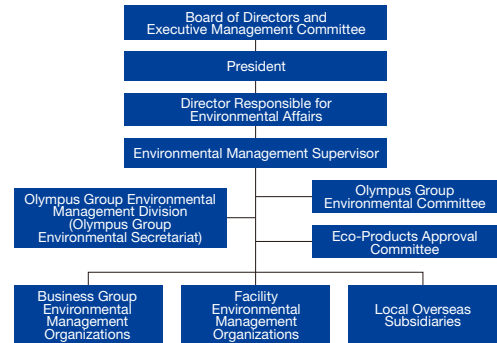 Board of Directors and
Executive Management Committee
President
Director Responsible for
Environmental Affairs
Environmental Management Supervisor
Olympus Group Environmental
Management Division
(Olympus Group
Environmental Secretariat)
Olympus Group
Environmental Committee
Eco-Products Approval
Committee
Business Group
Environmental
Management
Organizations
Facility
Environmental
Management
Organizations
Local Overseas
Subsidiaries